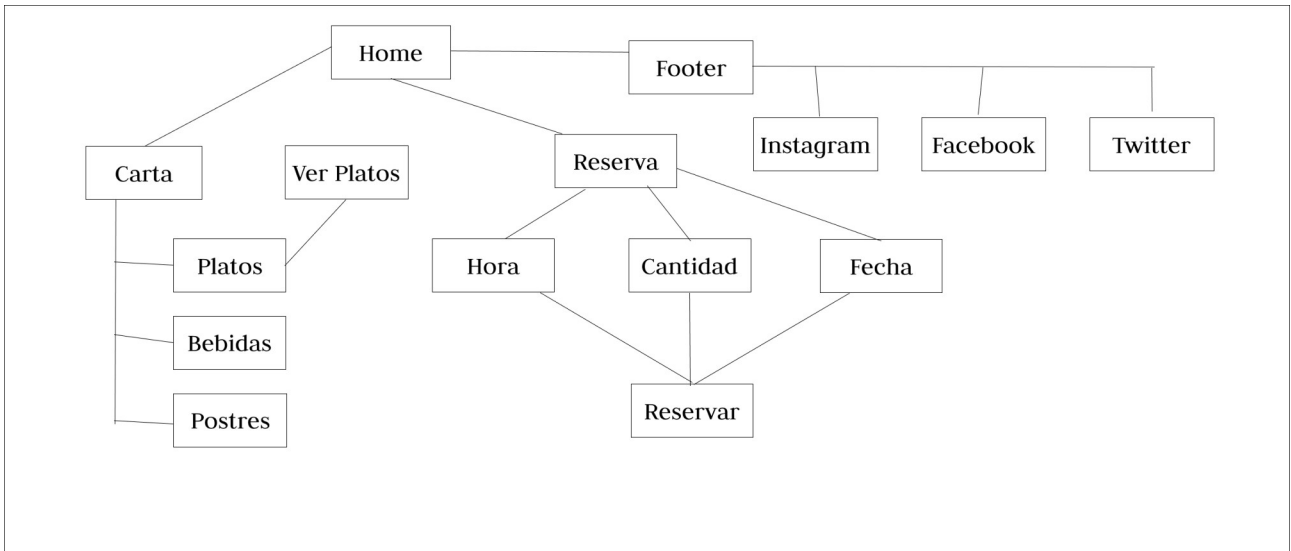 Home
Footer
Instagram
Facebook
Twitter
Carta
Ver Platos
Reserva
Platos
Hora
Cantidad
Fecha
Bebidas
Postres
Reservar